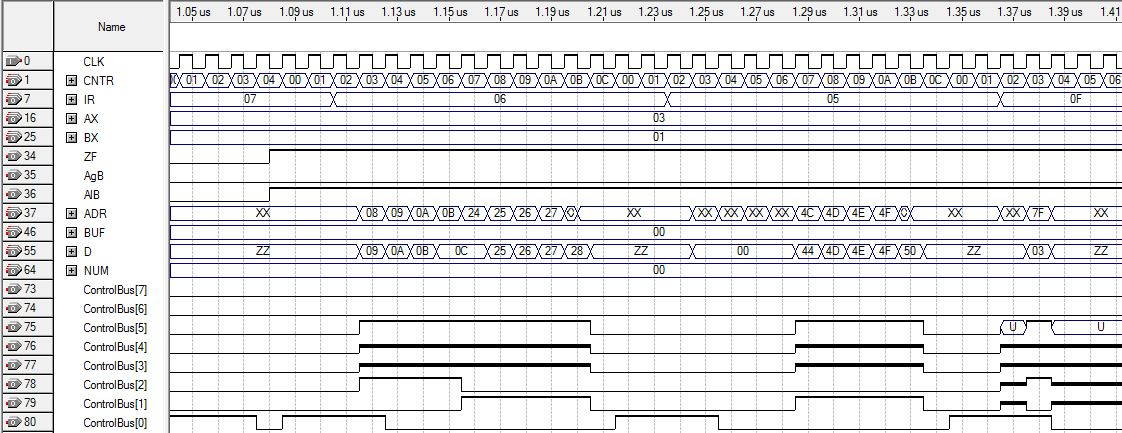 Name
1.05 us 1.07 us 1.09 us 1.11 us 1.13 us 1.15 us 1.17 us 1.19 us 1.21 us 1.23 us 1.25 us 1.27 us 1.29 us 1.31 us 1.33 us 1.35 us 1.37 us 1.39 us 1.41
0 CLK
1 CNTR 01 02 03 04 00 01 02 03 04 05 06 07 08 09 0A 0B 0C 00 01 02 03 04 05 06 07 08 09 0A 0B 0C 00 01 02 03 04 05 06
7 IR 07 06 05 0F
16 AX 03
25 BX 01
34 ZF
35 AgB
36 AlB
37 ADR XX 08 09 0A 0B 24 25 26 27 XX XX XX XX XX 4C 4D 4E 4F XX XX 7F XX
46 BUF 00
55 D ZZ 09 0A 0B 0C 25 26 27 28 ZZ 00 44 4D 4E 4F 50 ZZ 03 ZZ
64 NUM 00
73 ControlBus[7]
74 ControlBus[6]
75 ControlBus[5] U U
76 ControlBus[4]
77 ControlBus[3]
78 ControlBus[2]
79 ControlBus[1]
80 ControlBus[0]